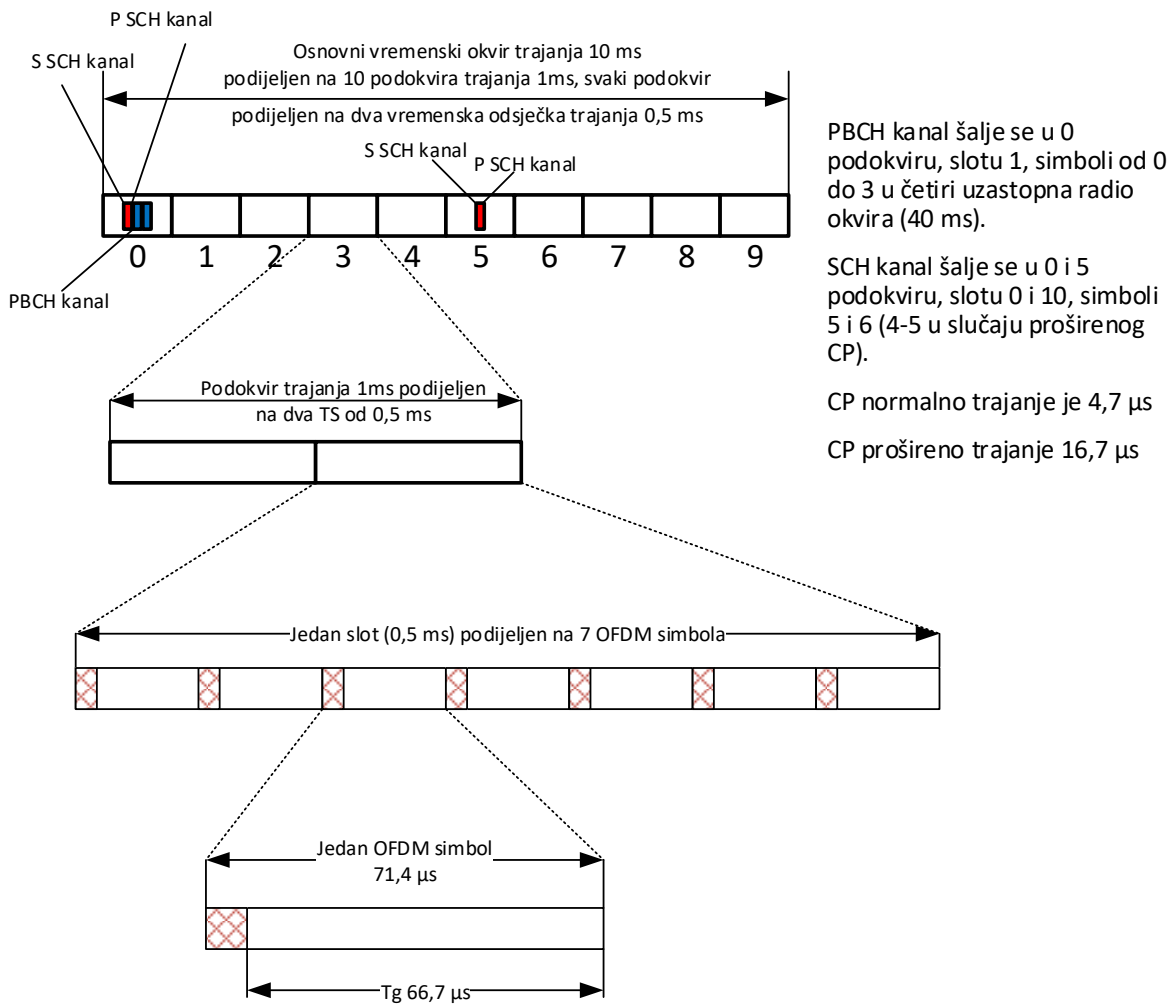 P SCH kanal
S SCH kanal
Osnovni vremenski okvir trajanja 10 ms
podijeljen na 10 podokvira trajanja 1ms, svaki podokvir
podijeljen na dva vremenska odsječka trajanja 0,5 ms
S SCH kanal
P SCH kanal
0 1 2 3 4 5 6 7 8 9
PBCH kanal
PBCH kanal šalje se u 0
podokviru, slotu 1, simboli od 0
do 3 u četiri uzastopna radio
okvira (40 ms).
SCH kanal šalje se u 0 i 5
podokviru, slotu 0 i 10, simboli
5 i 6 (4-5 u slučaju proširenog
CP).
CP normalno trajanje je 4,7 µs
CP prošireno trajanje 16,7 µs
Podokvir trajanja 1ms podijeljen
na dva TS od 0,5 ms
Jedan slot (0,5 ms) podijeljen na 7 OFDM simbola
Jedan OFDM simbol
71,4 µs
Tg 66,7 µs